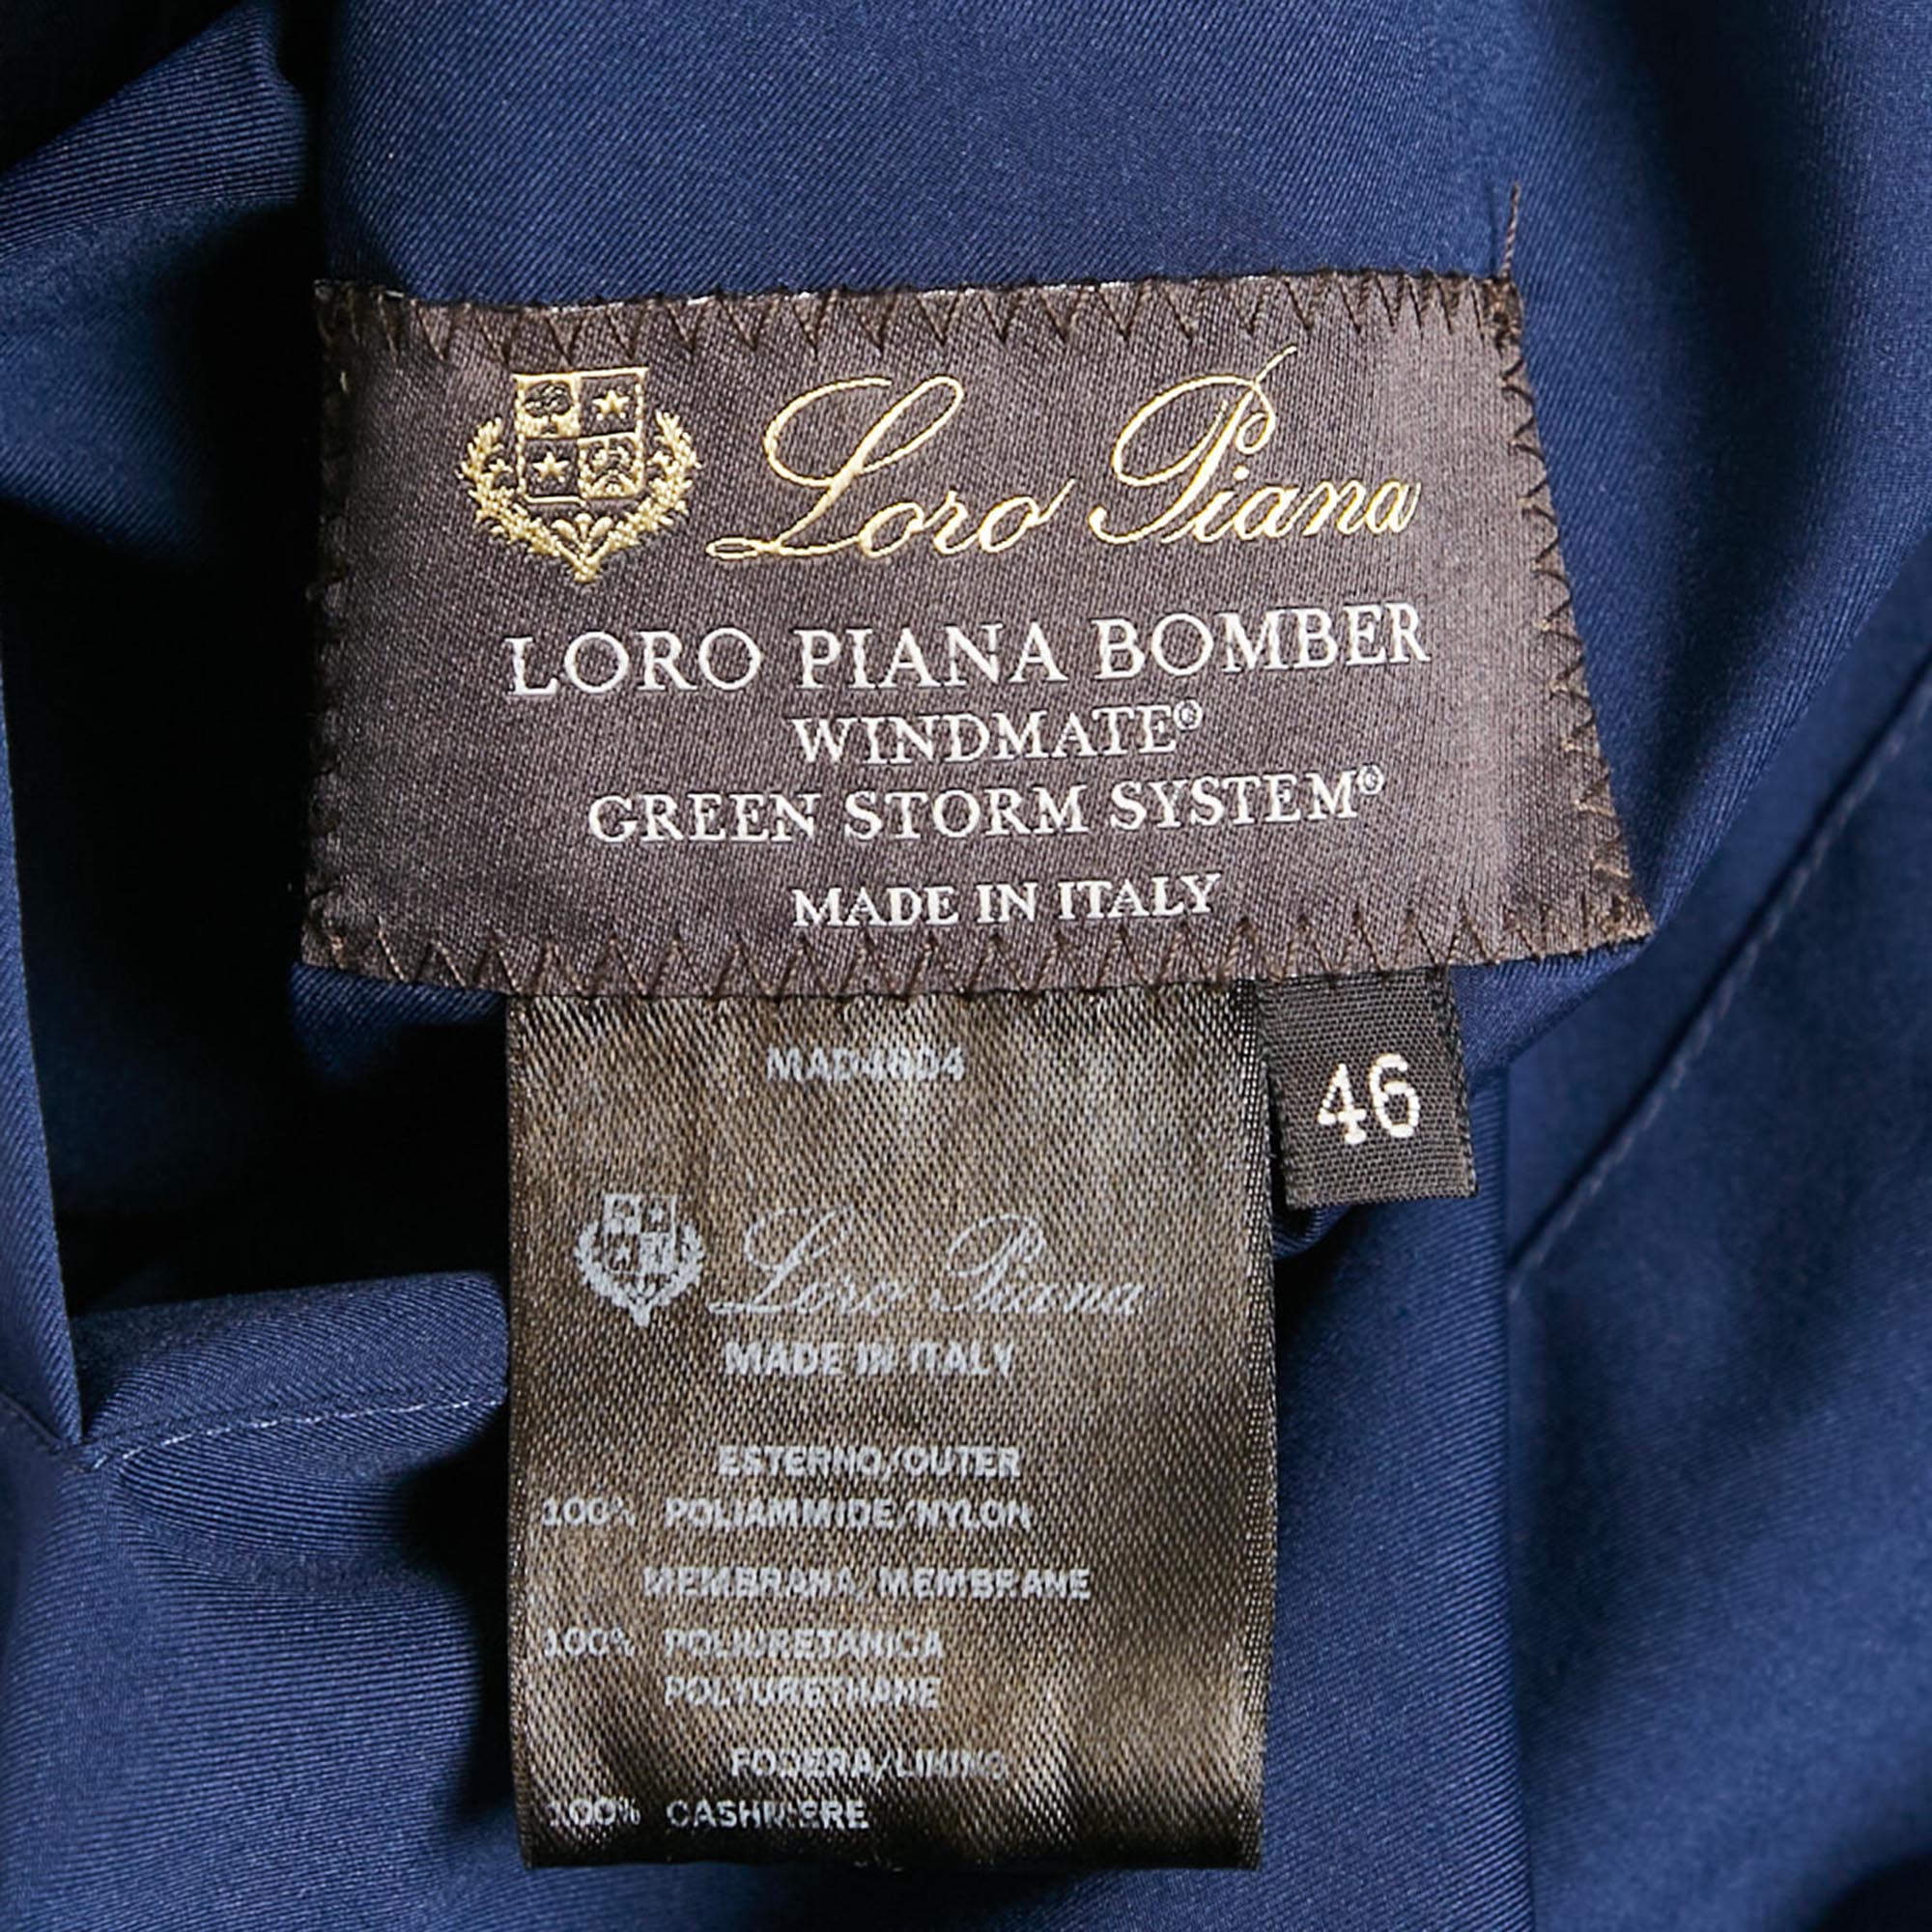 Loro Piana
LORO PIANA BOMBER
WINDMATE®
GREEN STORM SYSTEM®
MADE IN ITALY
46
Loro Piana
MADE IN ITALY
ESTERNO/OUTER
100% POLIAMMIDE/NYLON
MEMBRANA/MEMBRANE
100% POLIURETANICA
POLYURETHANE
FODERA/LINING
100% CASHMERE